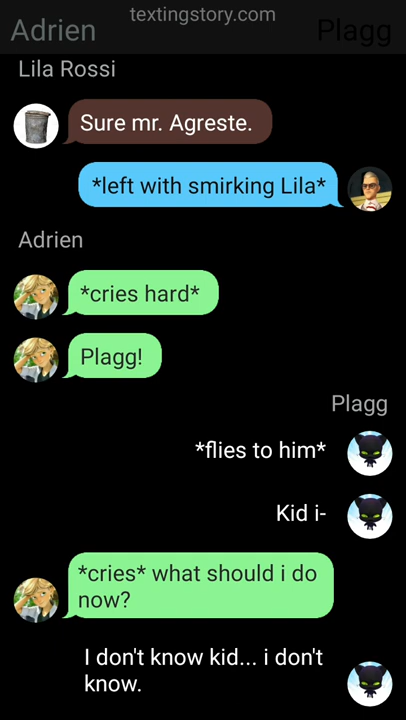 textingstory.com
Adrien
Plagg
Lila Rossi
Sure mr. Agreste.
*left with smirking Lila*
Adrien
*cries hard*
Plagg!
Plagg
*flies to him*
Kid i-
*cries* what should i do
now?
I don't know kid... i don't
know.